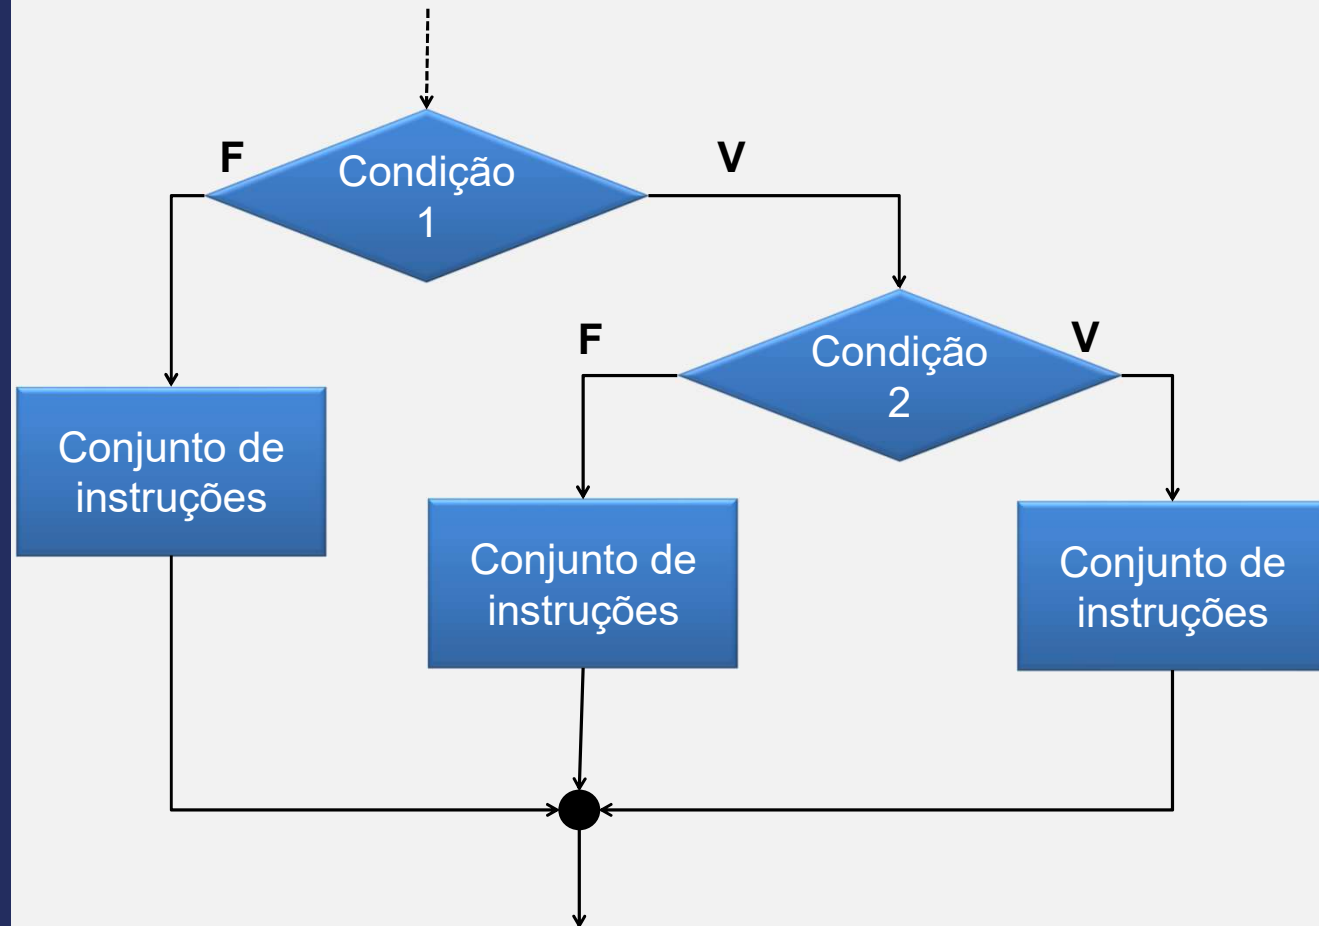 F
V
Condição
1
F
V
Condição
2
Conjunto de
instruções
Conjunto de
instruções
Conjunto de
instruções